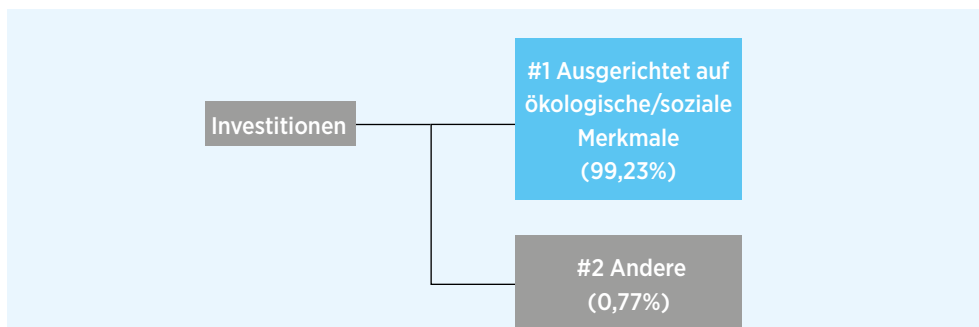 Investitionen
#1 Ausgerichtet auf
ökologische/soziale
Merkmale
(99,23%)
#2 Andere
(0,77%)